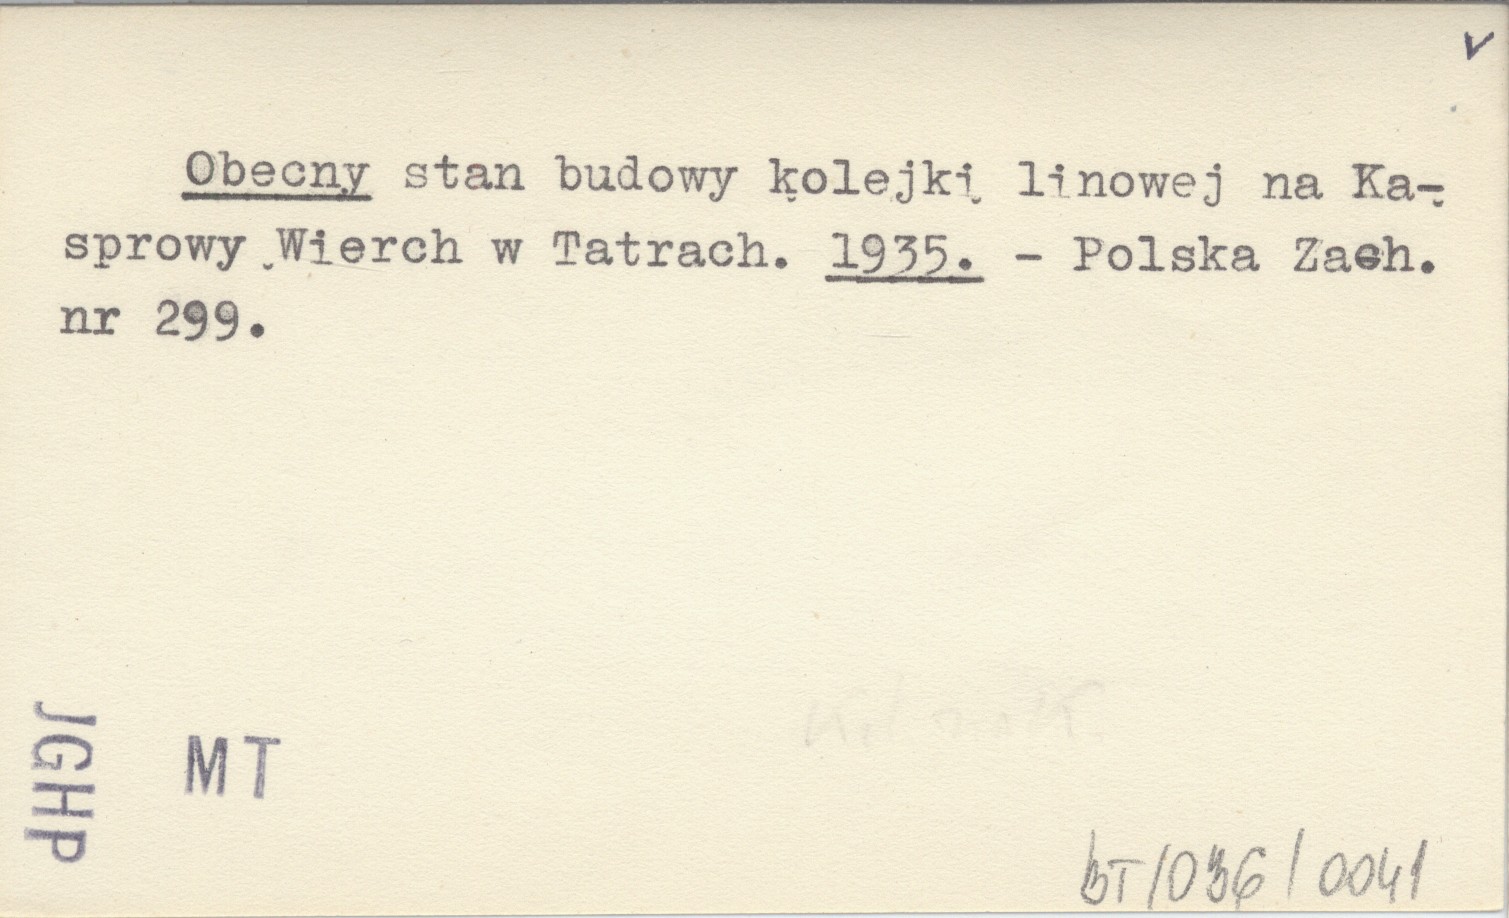 v
Obecny stan budowy kolejki linowej na Ka-
sprowy Wierch w Tatrach. 1935. - Polska Zach.
nr 299.
JGHP
MT
BT/036/0041